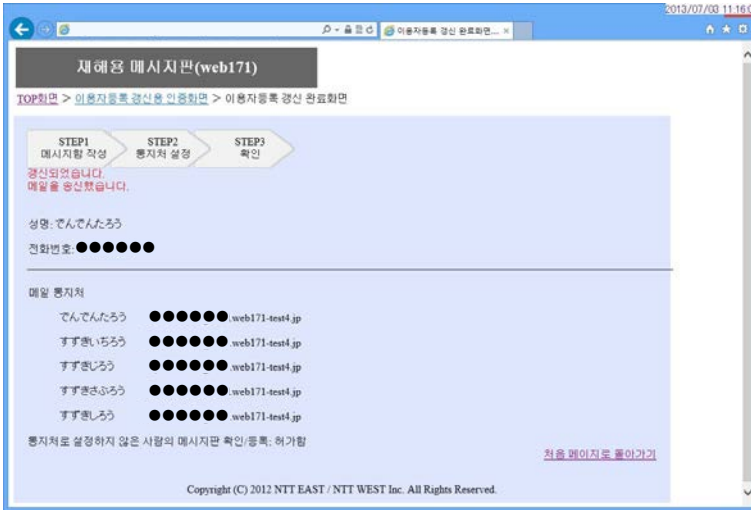 2013/07/03 11:16:0
이용자등록 갱신 완료화면...
재해용 메시지판(web171)
TOP화면 > 이용자등록 갱신용 인증화면 > 이용자등록 갱신 완료화면
STEP1 STEP2 STEP3
메시지함 작성 통지처 설정 확인
갱신되었습니다.
메일을 송신했습니다.
성명: でんでんたろう
전화번호:●●●●●●
메일 통지처
でんでんたろう ●●●●●●.web171-test4.jp
すずきいちろう ●●●●●●.web171-test4.jp
すずきじろう ●●●●●●.web171-test4.jp
すずきさぶろう ●●●●●●.web171-test4.jp
すずきしろう ●●●●●●.web171-test4.jp
통지처로 설정하지 않은 사람의 메시지판 확인/등록: 허가함
처음 페이지로 돌아가기
Copyright (C) 2012 NTT EAST / NTT WEST Inc. All Rights Reserved.